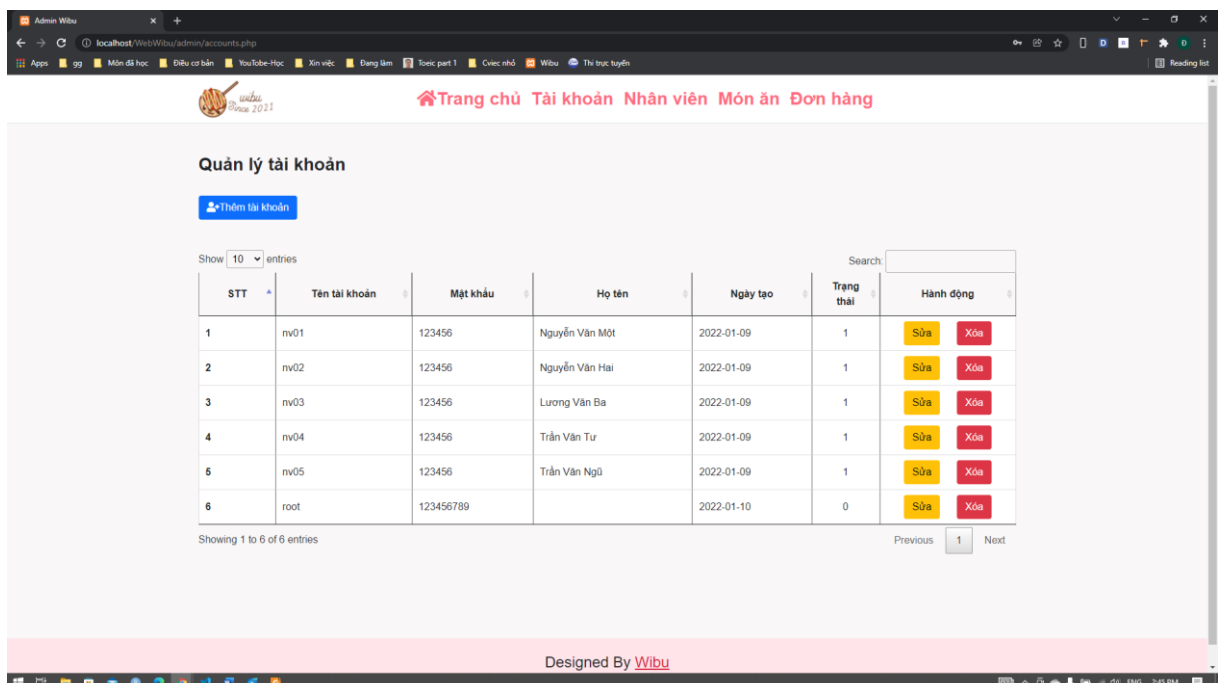 Admin Wibu
localhost/WebWibu/admin/accounts.php
Apps gg Môn đã học Điều cơ bản YouTobe-Học Xin việc Đang làm Toeic part 1 Cviec nhỏ Wibu Thi trực tuyến Reading list
wibu
Since 2021
Trang chủ Tài khoản Nhân viên Món ăn Đơn hàng
Quản lý tài khoản
Thêm tài khoản
Show 10 entries Search:
STT Tên tài khoản Mật khẩu Họ tên Ngày tạo Trạng thái Hành động
1 nv01 123456 Nguyễn Văn Một 2022-01-09 1 Sửa Xóa
2 nv02 123456 Nguyễn Văn Hai 2022-01-09 1 Sửa Xóa
3 nv03 123456 Lương Văn Ba 2022-01-09 1 Sửa Xóa
4 nv04 123456 Trần Văn Tư 2022-01-09 1 Sửa Xóa
5 nv05 123456 Trần Văn Ngũ 2022-01-09 1 Sửa Xóa
6 root 123456789 2022-01-10 0 Sửa Xóa
Showing 1 to 6 of 6 entries Previous 1 Next
Designed By Wibu
ENG 2:45 PM